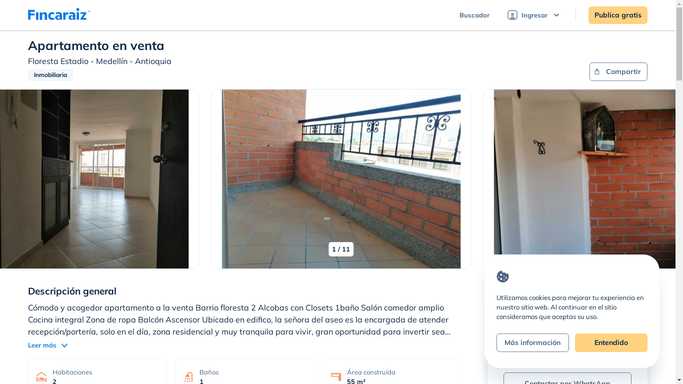 Fincaraiz
Buscador
Ingresar
Publica gratis
Apartamento en venta
Floresta Estadio - Medellín - Antioquia
Inmobiliaria
Compartir
1 / 11
Descripción general
Cómodo y acogedor apartamento a la venta Barria floresta 2 Alcobas con Closets 1baño Salón comedor amplio
Cocina integral Zona de ropa Balcón Ascensor Ubicado en edifico, la señora del aseo es la encargada de atender
recepción/portería, solo en el día, zona residencial y muy tranquila para vivir, gran oportunidad para invertir sea...
Leer más
Habitaciones
2
Baños
1
Área construida
55 m²
Utilizamos cookies para mejorar tu experiencia en
nuestro sitio web. Al continuar en el sitio
consideramos que aceptas su uso.
Más información
Entendido
Contactar por WhatsApp